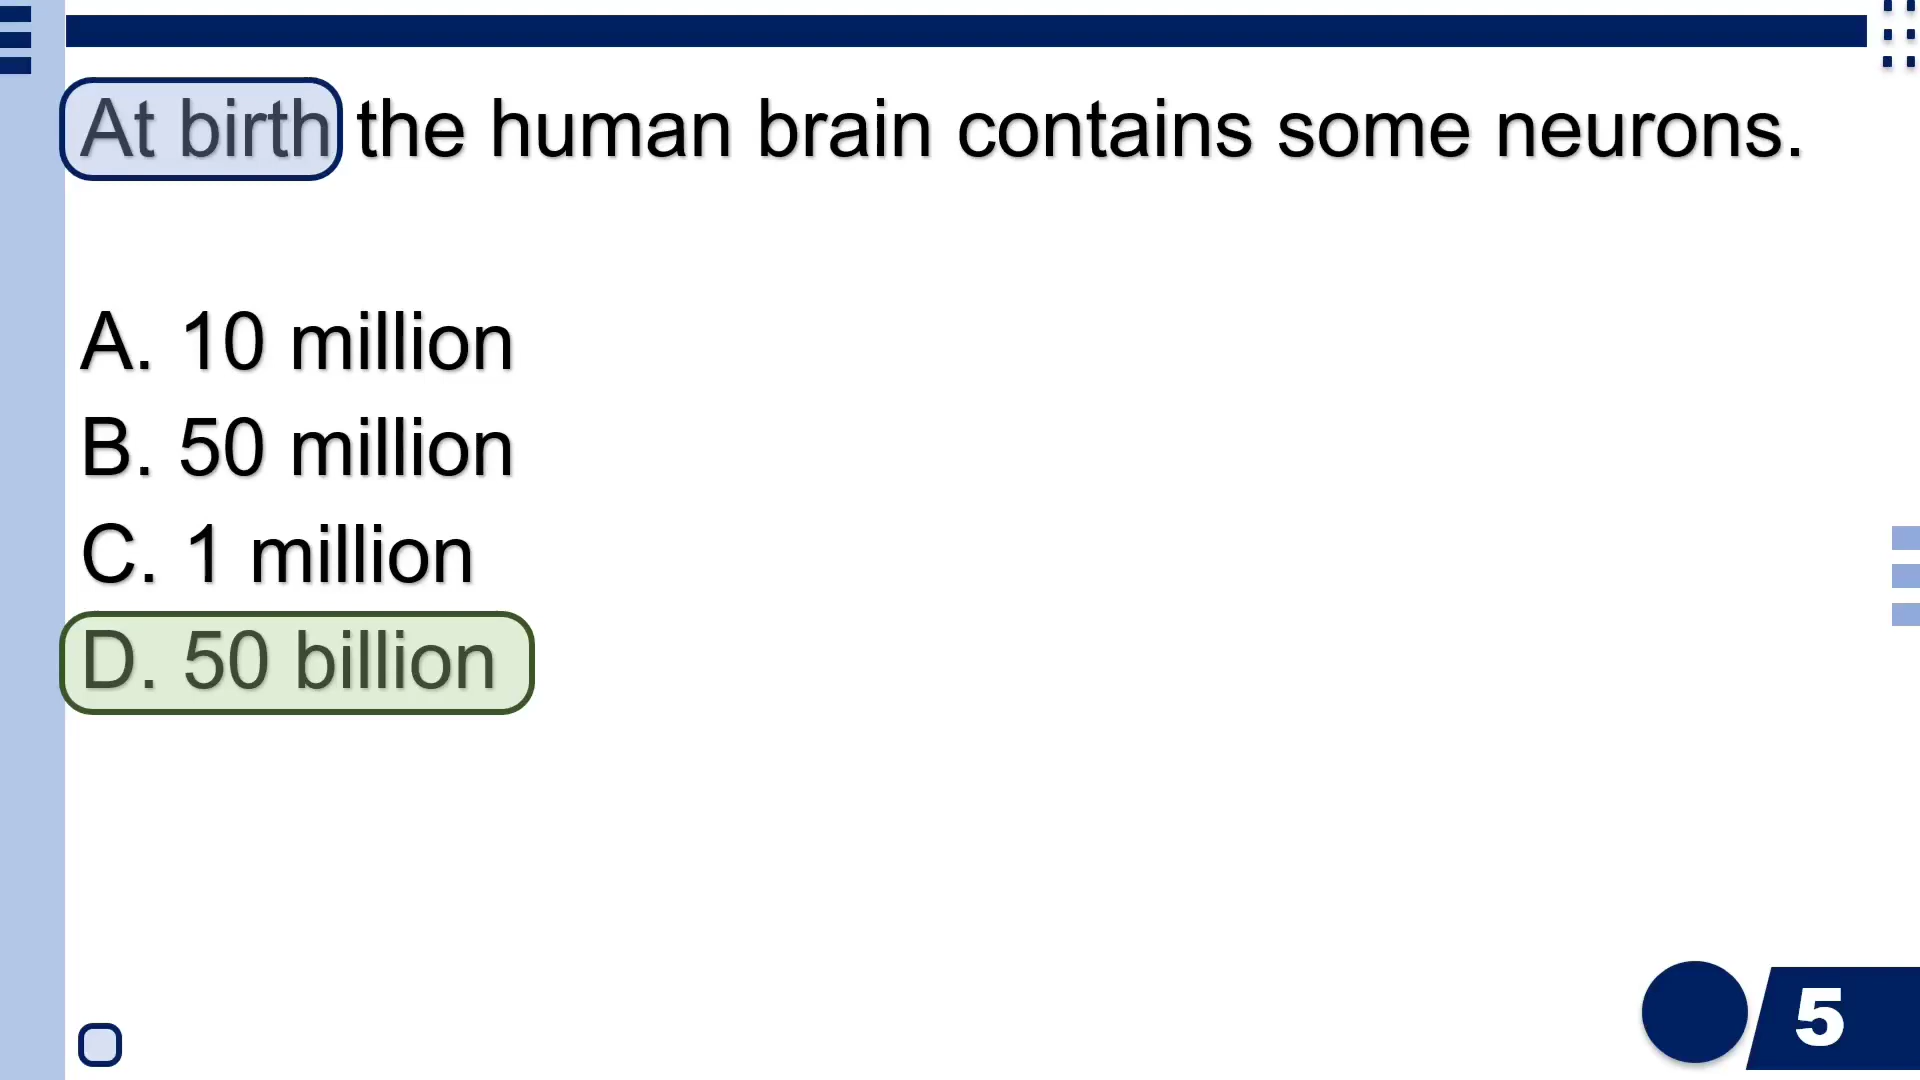 At birth the human brain contains some neurons.
A. 10 million
B. 50 million
C. 1 million
D. 50 billion
5